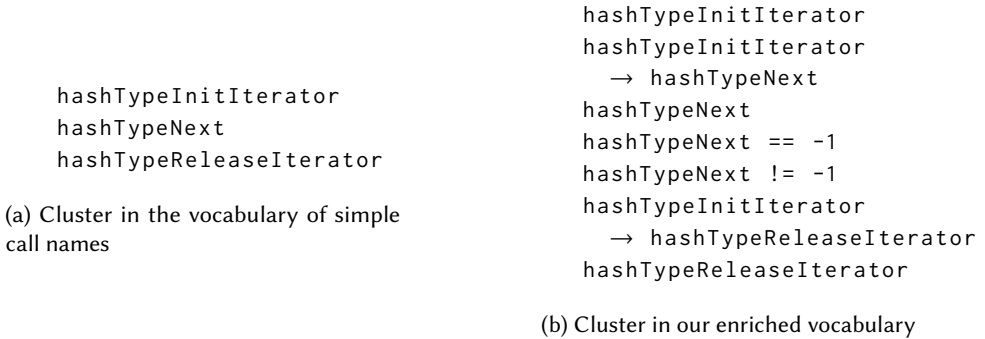 hashTypeInitIterator
hashTypeNext
hashTypeReleaseIterator
(a) Cluster in the vocabulary of simple
call names
hashTypeInitIterator
hashTypeInitIterator
→ hashTypeNext
hashTypeNext
hashTypeNext == -1
hashTypeNext != -1
hashTypeInitIterator
→ hashTypeReleaseIterator
hashTypeReleaseIterator
(b) Cluster in our enriched vocabulary